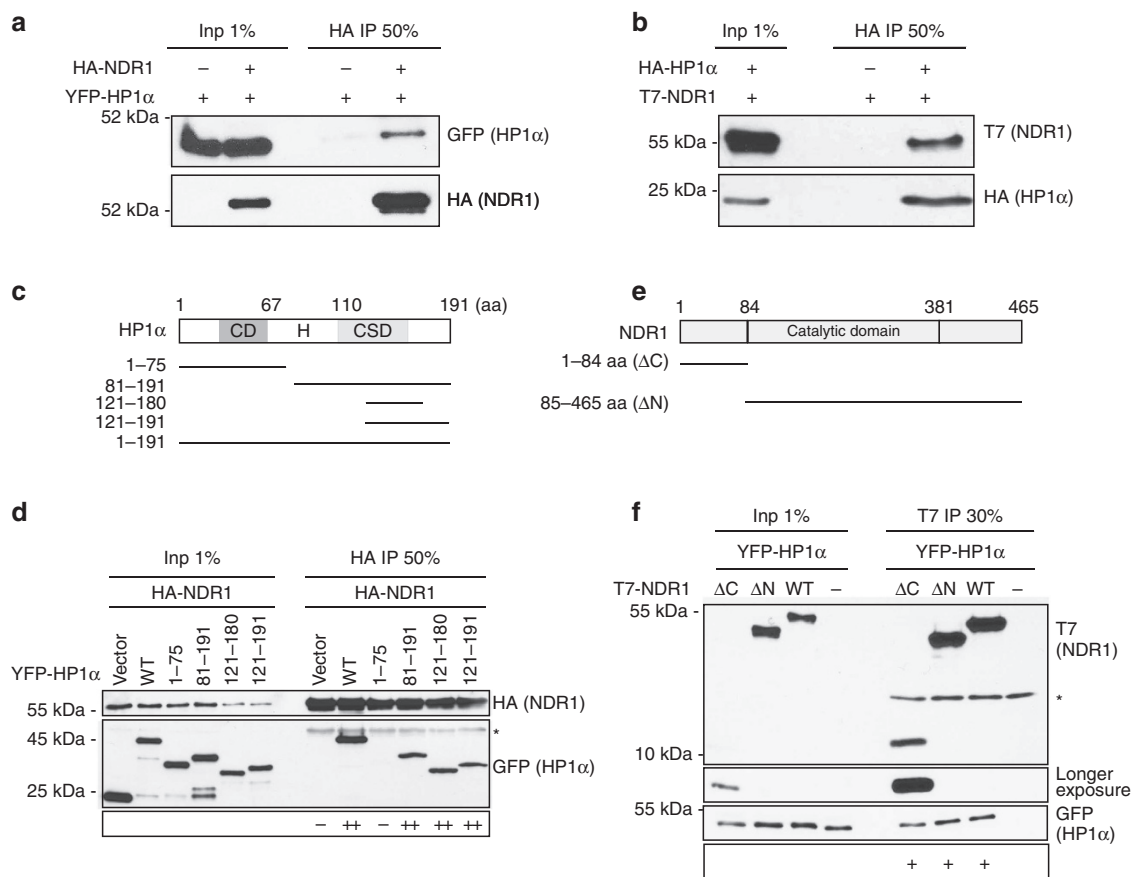 a
Inp 1% HA IP 50%
HA-NDR1 – + – +
YFP-HP1α + + + +
52 kDa
GFP (HP1α)
52 kDa
HA (NDR1)
b
Inp 1% HA IP 50%
HA-HP1α + – +
T7-NDR1 + + +
55 kDa -
T7 (NDR1)
25 kDa -
HA (HP1α)
c
1 67 110 191 (aa)
HP1α CD H CSD
1–75
81–191
121–180
121–191
1–191
e
1 84 381 465
NDR1 Catalytic domain
1–84 aa (ΔC)
85–465 aa (ΔN)
d
Inp 1% HA IP 50%
HA-NDR1 HA-NDR1
YFP-HP1α Vector WT 1–75 81–191 121–180 121–191 Vector WT 1–75 81–191 121–180 121–191
55 kDa -
HA (NDR1)
45 kDa -
*
GFP (HP1α)
25 kDa -
– ++ – ++ ++ ++
f
Inp 1% T7 IP 30%
YFP-HP1α YFP-HP1α
T7-NDR1 ΔC ΔN WT – ΔC ΔN WT –
55 kDa -
T7
(NDR1)
*
10 kDa -
Longer
exposure
55 kDa -
GFP
(HP1α)
+ + +